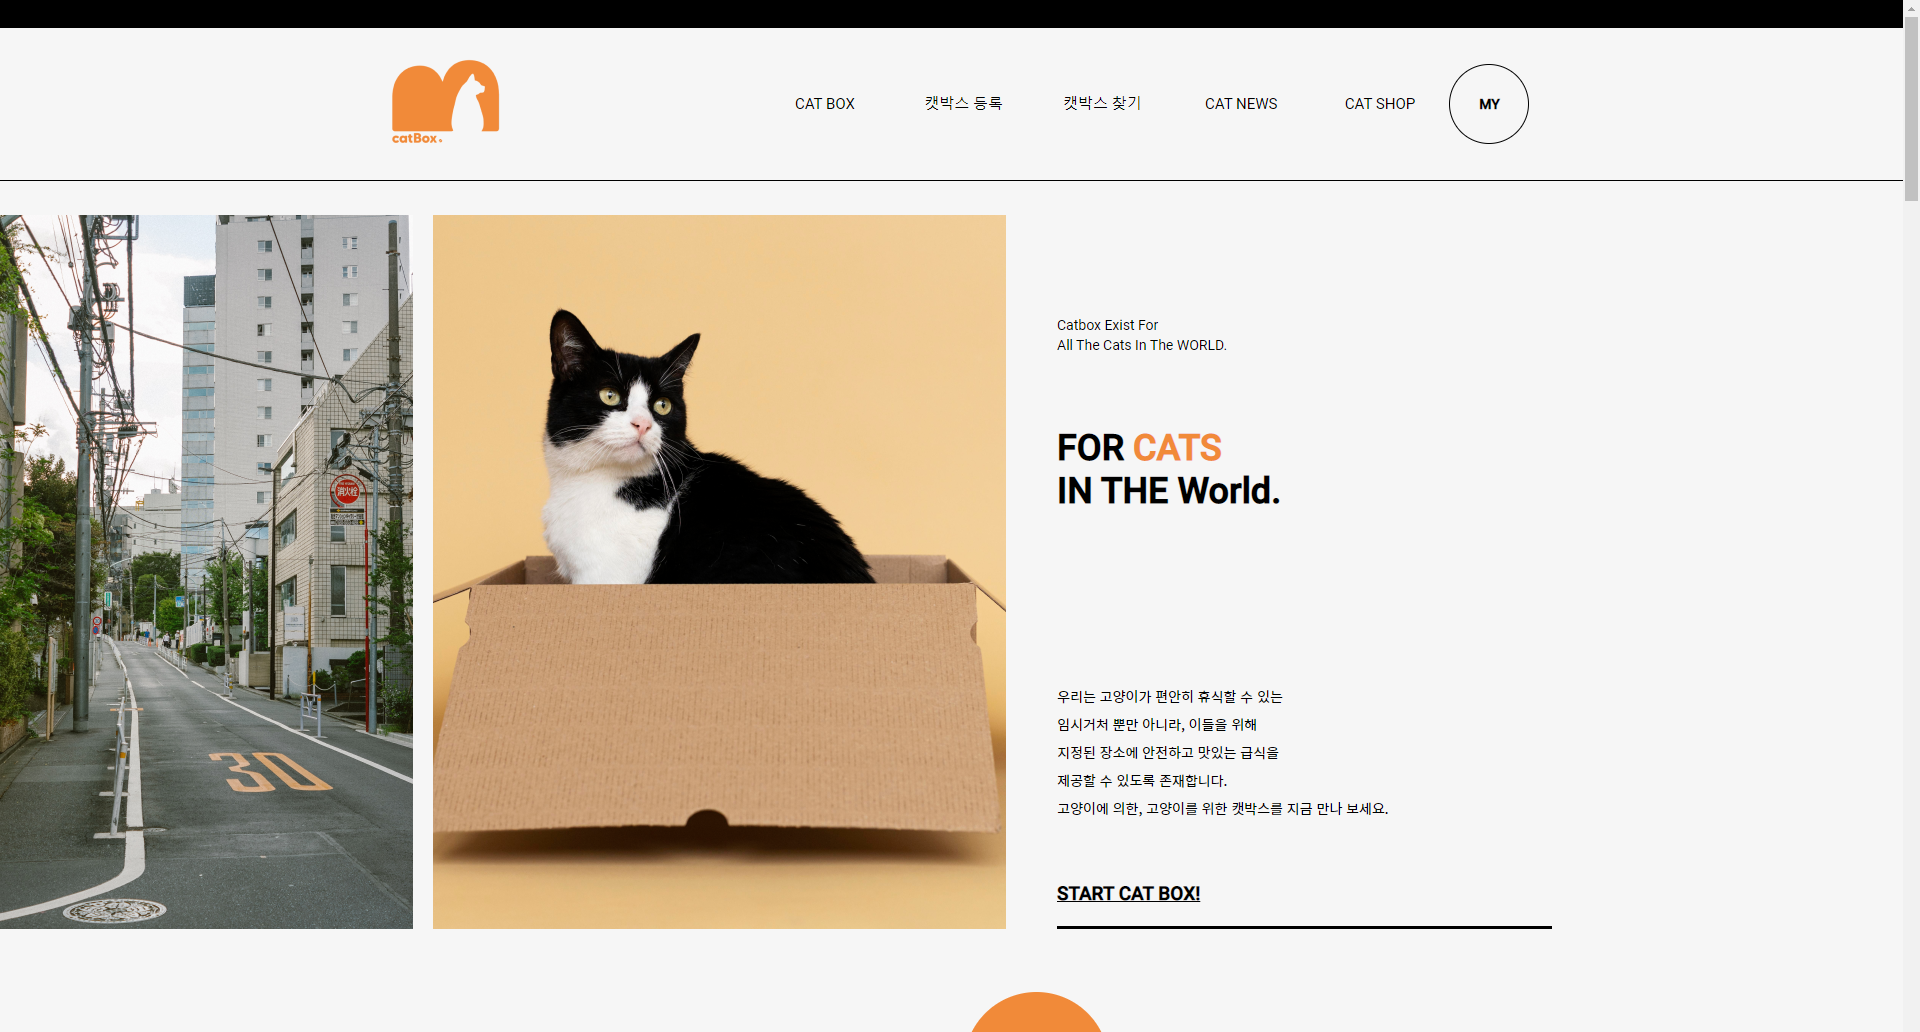 catBox.
CAT BOX
캣박스 등록
캣박스 찾기
CAT NEWS
CAT SHOP
MY
消火栓
30
Catbox Exist For
All The Cats In The WORLD.
FOR CATS
IN THE World.
우리는 고양이가 편안히 휴식할 수 있는
임시거처 뿐만 아니라, 이들을 위해
지정된 장소에 안전하고 맛있는 급식을
제공할 수 있도록 존재합니다.
고양이에 의한, 고양이를 위한 캣박스를 지금 만나 보세요.
START CAT BOX!